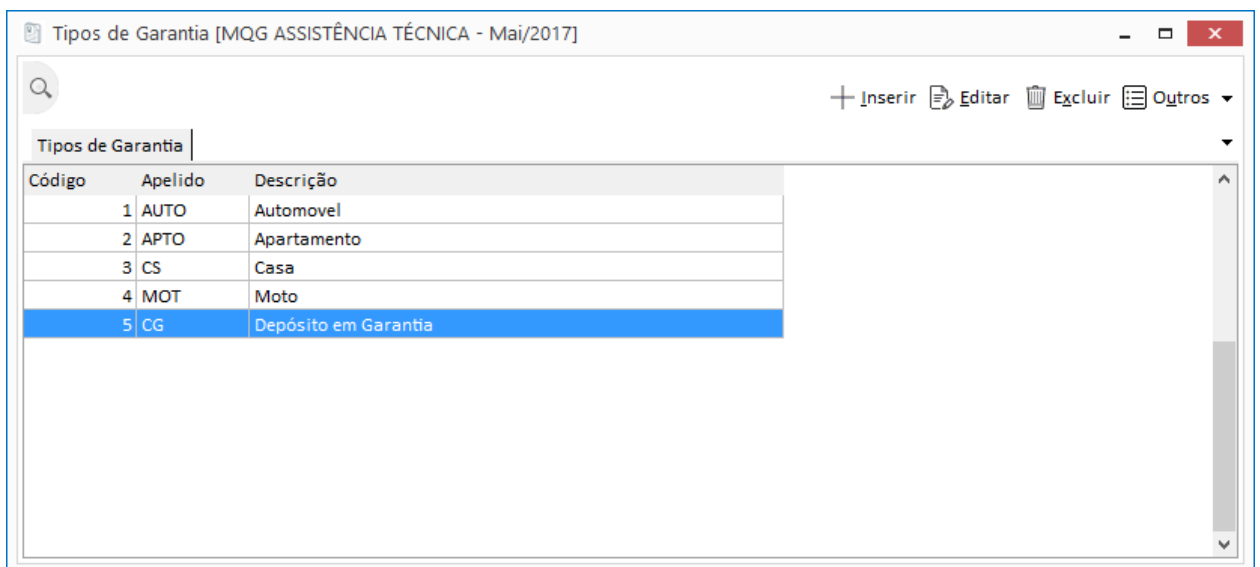 Tipos de Garantia [MQG ASSISTÊNCIA TÉCNICA - Mai/2017]
Inserir Editar Excluir Outros
Tipos de Garantia
Código Apelido Descrição
1 AUTO Automovel
2 APTO Apartamento
3 CS Casa
4 MOT Moto
5 CG Depósito em Garantia